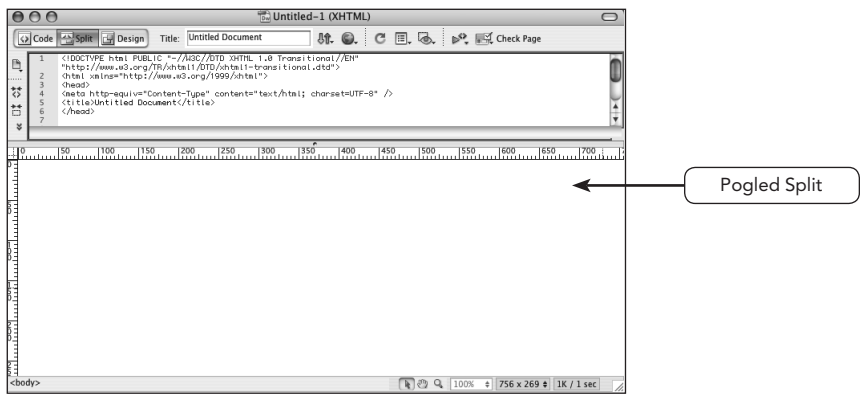 Untitled-1 (XHTML)
Code Split Design Title: Untitled Document Check Page
1 <!DOCTYPE html PUBLIC "-//W3C//DTD XHTML 1.0 Transitional//EN"
"http://www.w3.org/TR/xhtml1/DTD/xhtml1-transitional.dtd">
2 <html xmlns="http://www.w3.org/1999/xhtml">
3 <head>
4 <meta http-equiv="Content-Type" content="text/html; charset=UTF-8" />
5 <title>Untitled Document</title>
6 </head>
7
0 50 100 150 200 250 300 350 400 450 500 550 600 650 700
Pogled Split
<body> 100% 756 x 269 1K / 1 sec